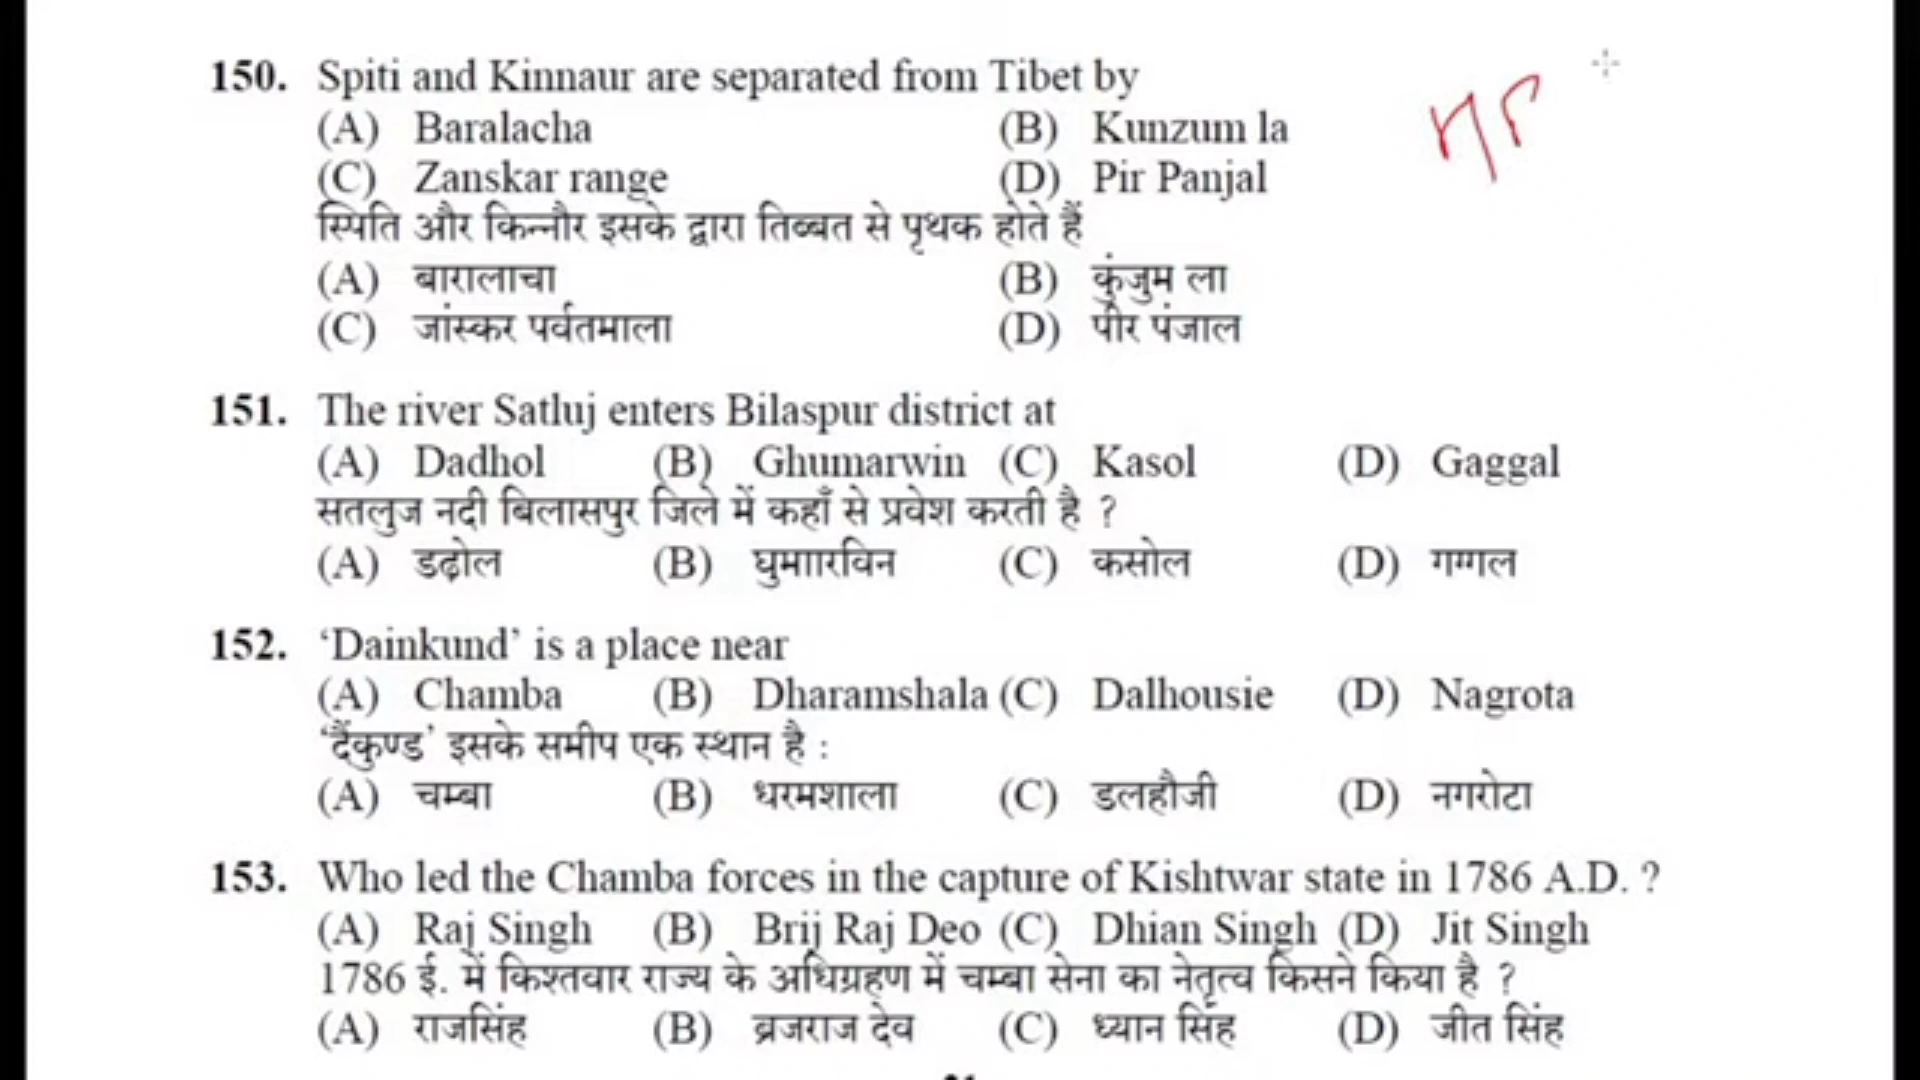 150. Spiti and Kinnaur are separated from Tibet by
(A) Baralacha (B) Kunzum la
(C) Zanskar range (D) Pir Panjal
स्पिति और किन्नौर इसके द्वारा तिब्बत से पृथक होते हैं
(A) बारालाचा (B) कुंजुम ला
(C) जांस्कर पर्वतमाला (D) पीर पंजाल
151. The river Satluj enters Bilaspur district at
(A) Dadhol (B) Ghumarwin (C) Kasol (D) Gaggal
सतलुज नदी बिलासपुर जिले में कहाँ से प्रवेश करती है ?
(A) डढ़ोल (B) घुमाारविन (C) कसोल (D) गग्गल
152. ‘Dainkund’ is a place near
(A) Chamba (B) Dharamshala (C) Dalhousie (D) Nagrota
‘दैंकुण्ड’ इसके समीप एक स्थान है :
(A) चम्बा (B) धरमशाला (C) डलहौजी (D) नगरोटा
153. Who led the Chamba forces in the capture of Kishtwar state in 1786 A.D. ?
(A) Raj Singh (B) Brij Raj Deo (C) Dhian Singh (D) Jit Singh
1786 ई. में किश्तवार राज्य के अधिग्रहण में चम्बा सेना का नेतृत्व किसने किया है ?
(A) राजसिंह (B) ब्रजराज देव (C) ध्यान सिंह (D) जीत सिंह